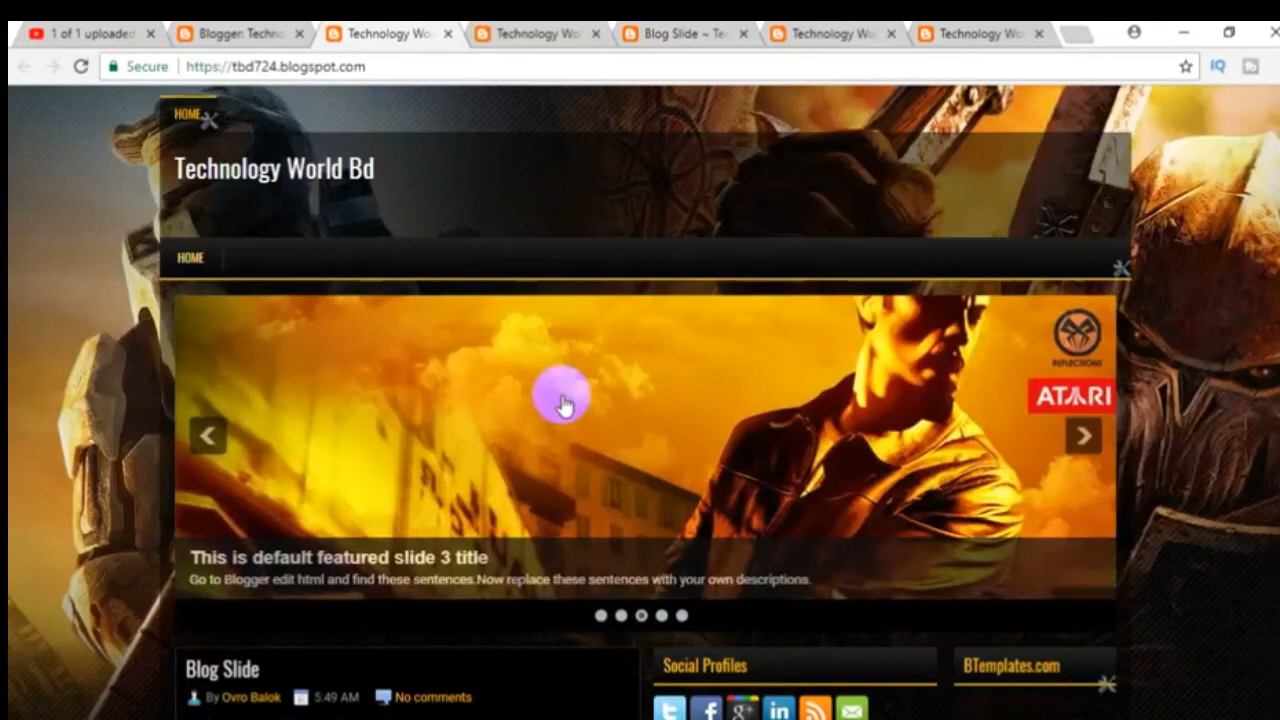 1 of 1 uploaded
Blogger: Techno
Technology Wo
Technology Wo
Blog Slide ~ Tec
Technology Wo
Technology Wo
Secure
https://tbd724.blogspot.com
IQ
HOME
Technology World Bd
HOME
REFLECTIONS
ATARI
This is default featured slide 3 title
Go to Blogger edit html and find these sentences.Now replace these sentences with your own descriptions.
Blog Slide
By Ovro Balok 5:49 AM No comments
Social Profiles
BTemplates.com